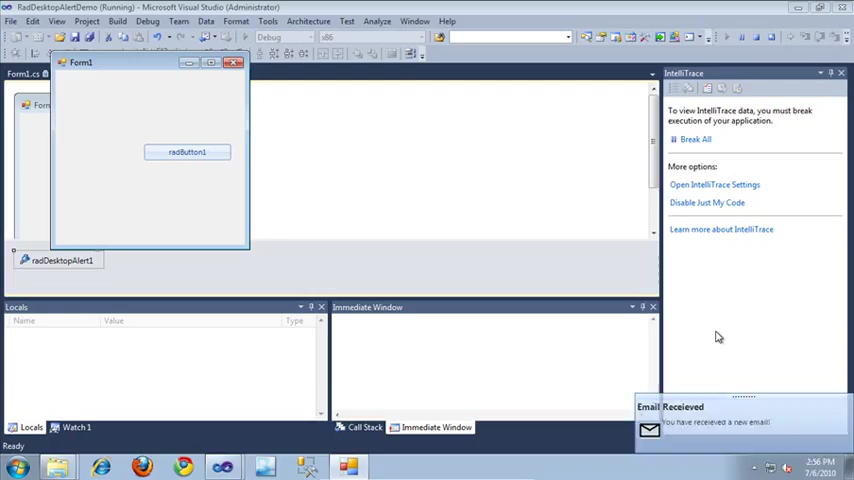 RadDesktopAlertDemo (Running) - Microsoft Visual Studio (Administrator)
File Edit View Project Build Debug Team Data Format Tools Architecture Test Analyze Window Help
Debug x86
Form1.cs
Form1
Form
radButton1
radDesktopAlert1
IntelliTrace
To view IntelliTrace data, you must break
execution of your application.
Break All
More options:
Open IntelliTrace Settings
Disable Just My Code
Learn more about IntelliTrace
Locals
Name Value Type
Immediate Window
Locals Watch 1
Call Stack Immediate Window
Email Receieved
You have receieved a new email!
Ready
2:56 PM
7/6/2010